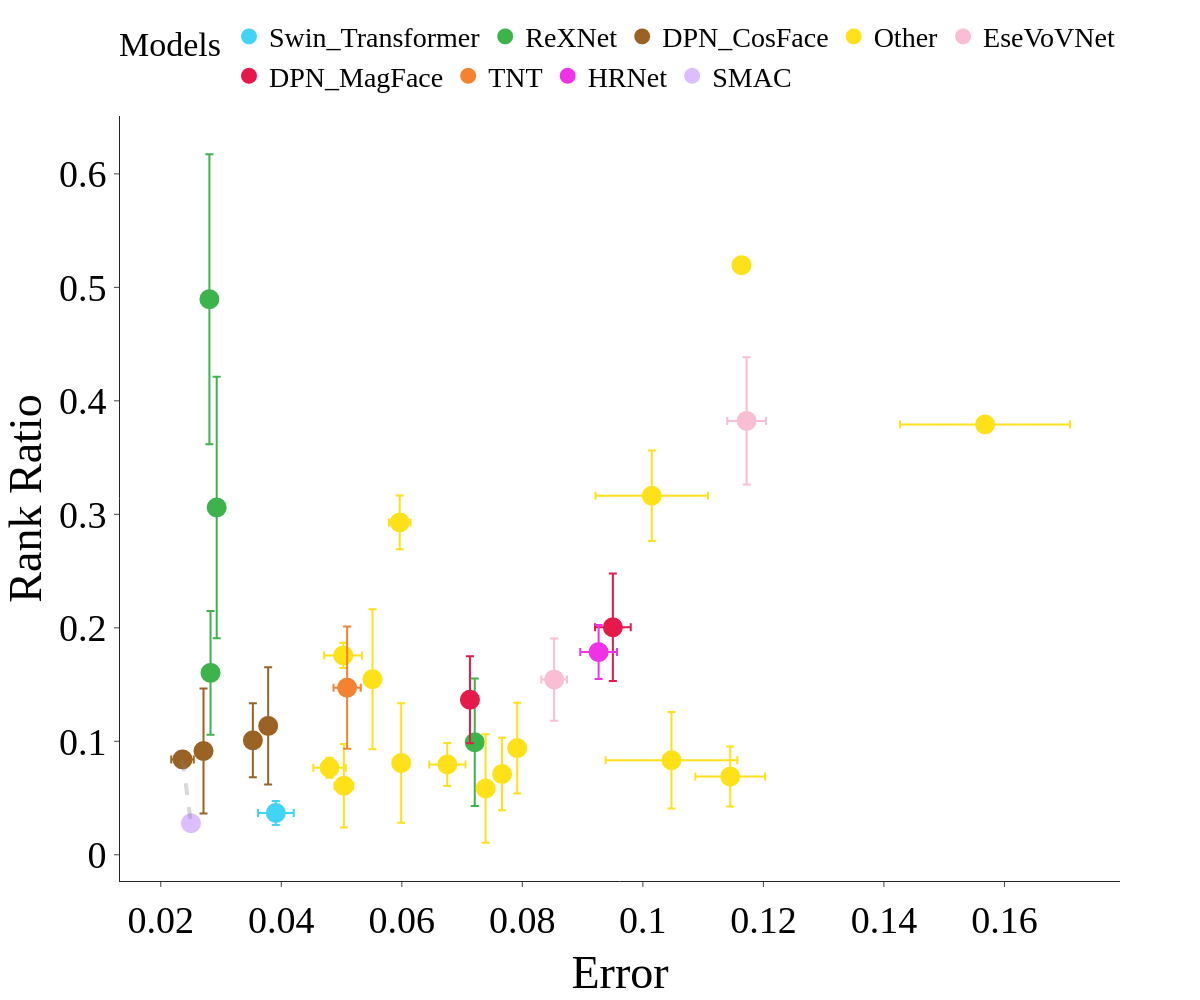 Models Swin_Transformer ReXNet DPN_CosFace Other EseVoVNet
DPN_MagFace TNT HRNet SMAC
0.6
0.5
0.4
0.3
0.2
0.1
0
Rank Ratio
0.02 0.04 0.06 0.08 0.1 0.12 0.14 0.16
Error